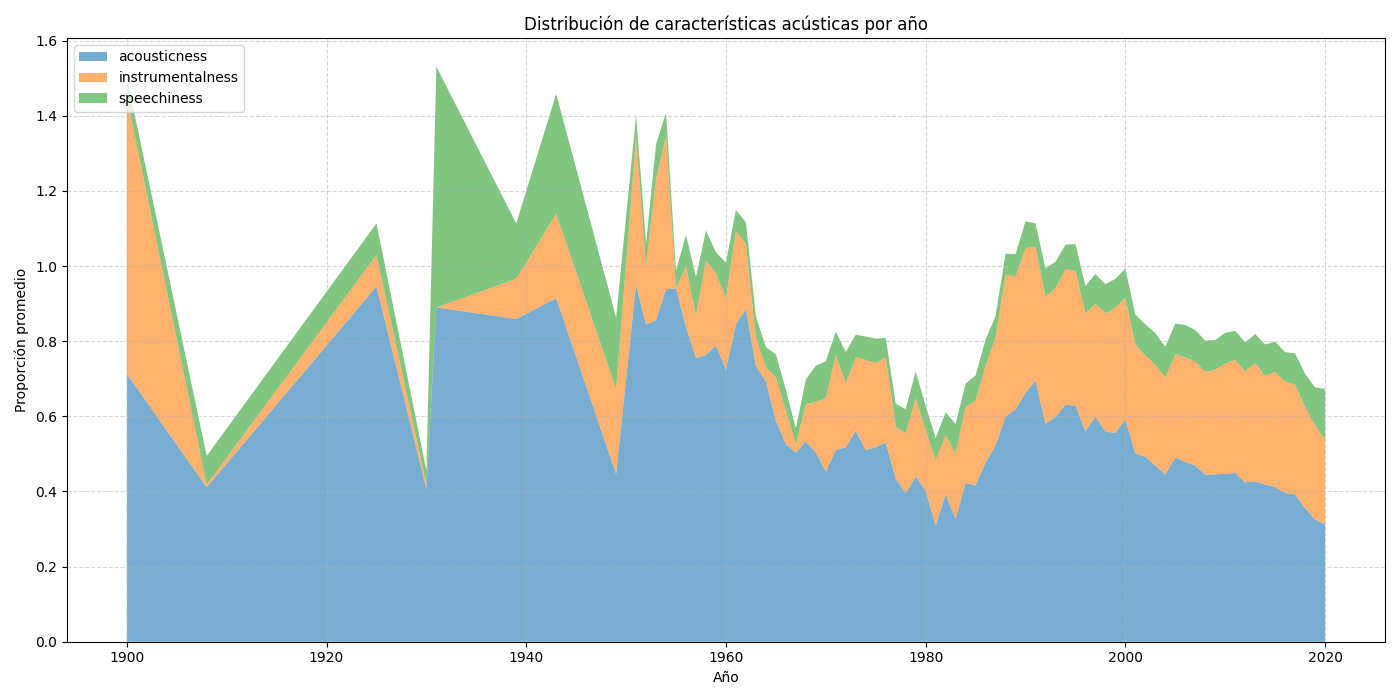 Distribución de características acústicas por año
acousticness
instrumentalness
speechiness
Proporción promedio
1.6
1.4
1.2
1.0
0.8
0.6
0.4
0.2
0.0
1900
1920
1940
1960
1980
2000
2020
Año